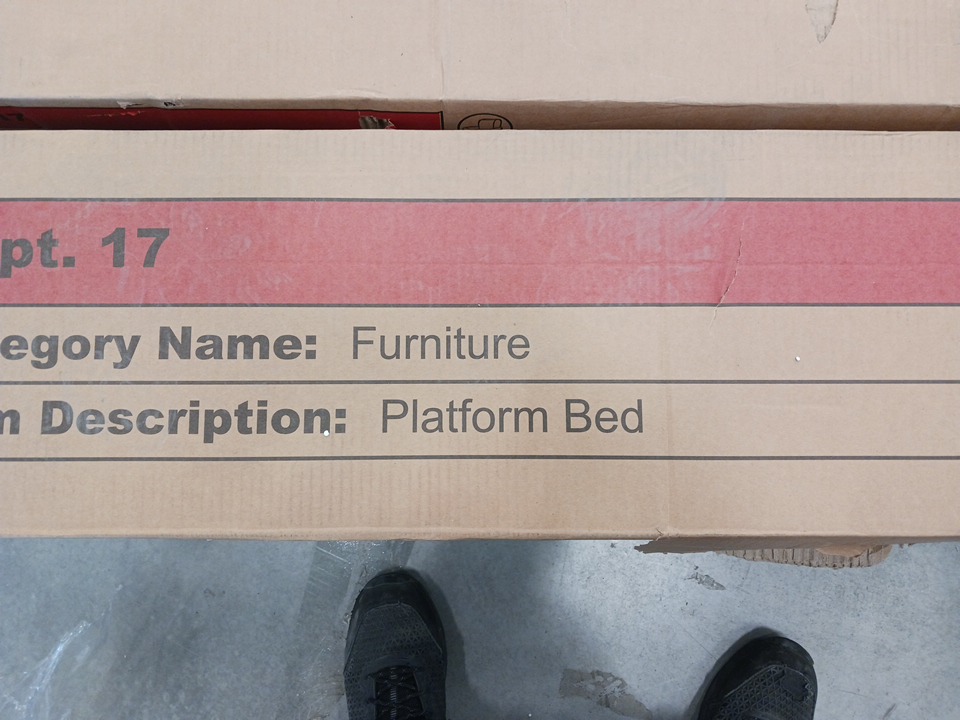 pt. 17
egory Name: Furniture
m Description: Platform Bed